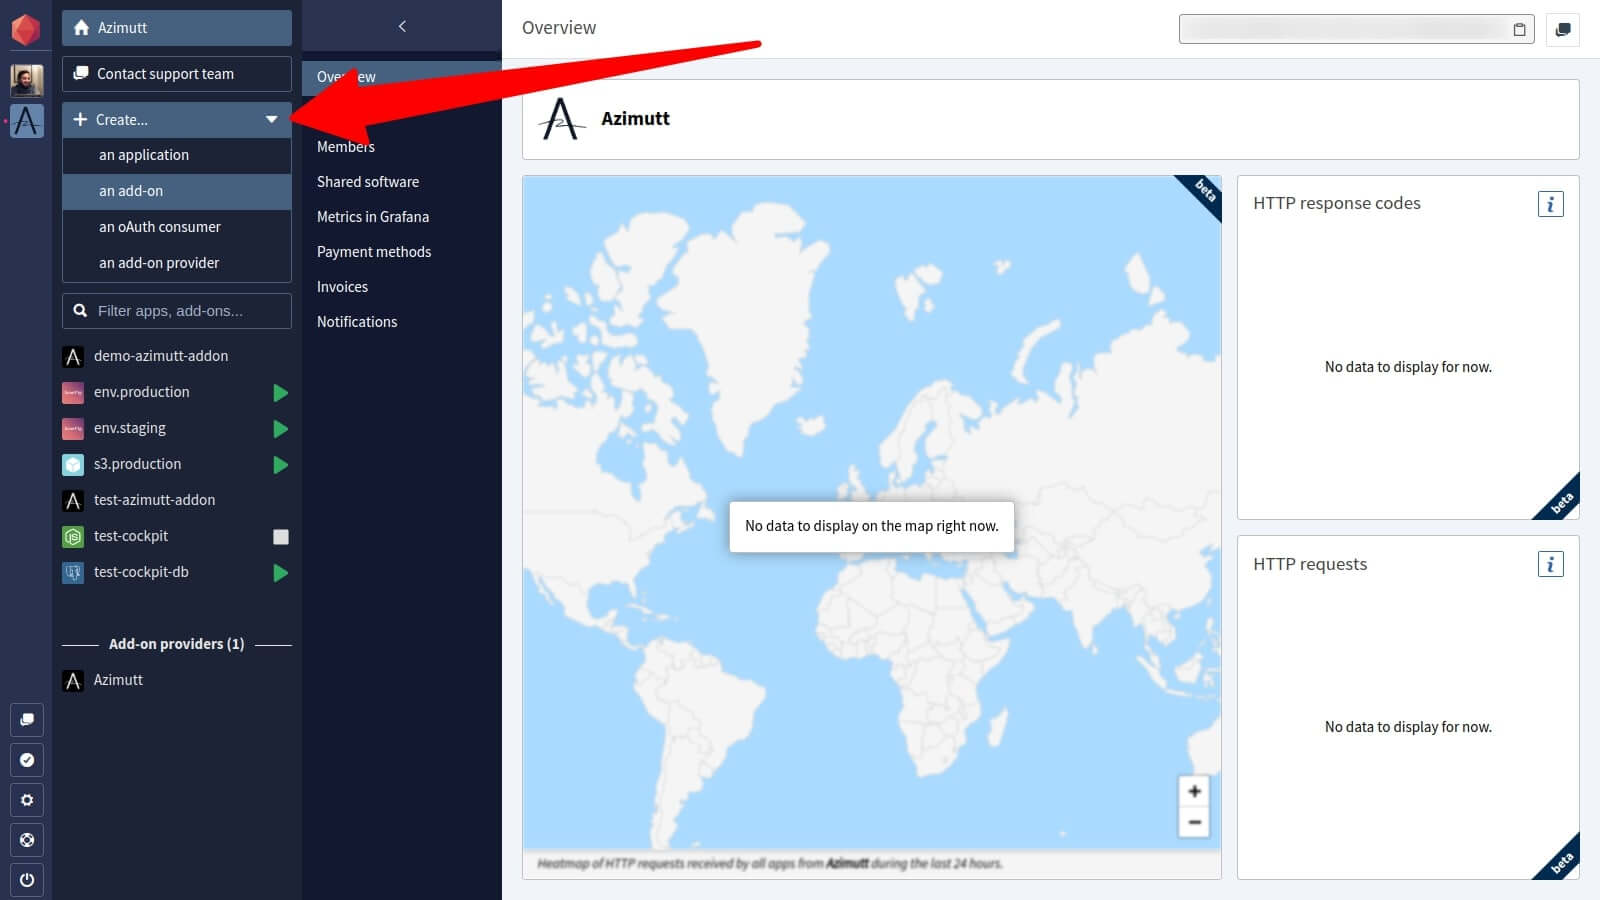 Azimutt
Contact support team
Create...
an application
an add-on
an oAuth consumer
an add-on provider
Filter apps, add-ons...
demo-azimutt-addon
env.production
env.staging
s3.production
test-azimutt-addon
test-cockpit
test-cockpit-db
Add-on providers (1)
Azimutt
Overview
Members
Shared software
Metrics in Grafana
Payment methods
Invoices
Notifications
Overview
Azimutt
beta
No data to display on the map right now.
+
−
Heatmap of HTTP requests received by all apps from Azimutt during the last 24 hours.
HTTP response codes
i
No data to display for now.
beta
HTTP requests
i
No data to display for now.
beta